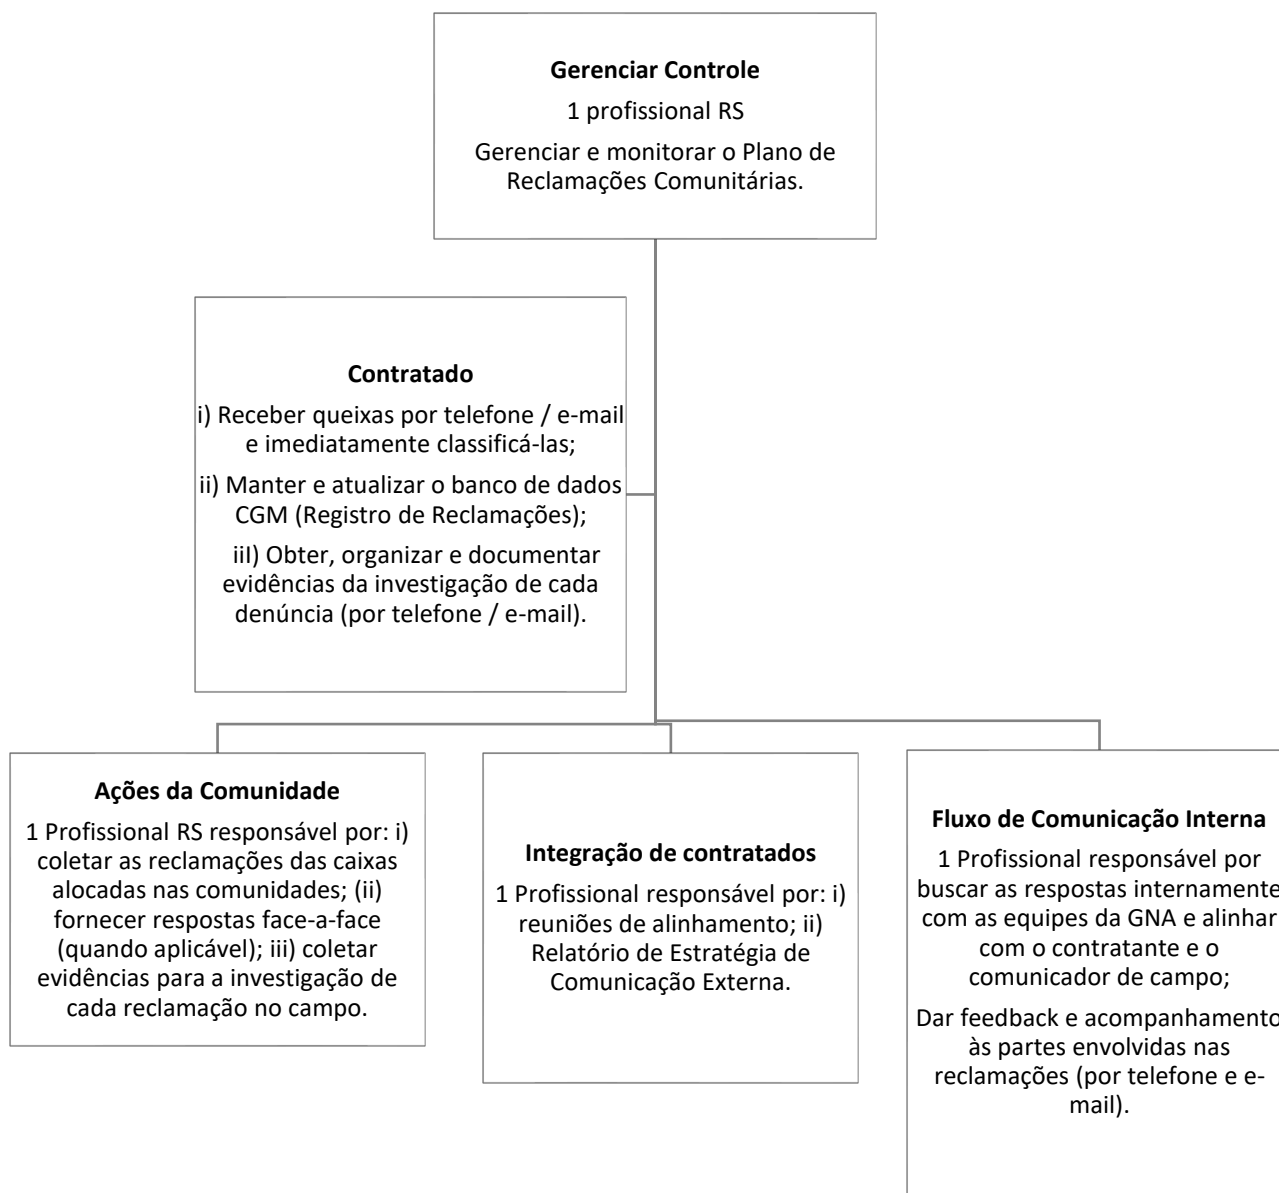 Gerenciar Controle
1 profissional RS
Gerenciar e monitorar o Plano de
Reclamações Comunitárias.
Contratado
i) Receber queixas por telefone / e-mail
e imediatamente classificá-las;
ii) Manter e atualizar o banco de dados
CGM (Registro de Reclamações);
iiI) Obter, organizar e documentar
evidências da investigação de cada
denúncia (por telefone / e-mail).
Ações da Comunidade
1 Profissional RS responsável por: i)
coletar as reclamações das caixas
alocadas nas comunidades; (ii)
fornecer respostas face-a-face
(quando aplicável); iii) coletar
evidências para a investigação de
cada reclamação no campo.
Integração de contratados
1 Profissional responsável por: i)
reuniões de alinhamento; ii)
Relatório de Estratégia de
Comunicação Externa.
Fluxo de Comunicação Interna
1 Profissional responsável por
buscar as respostas internamente
com as equipes da GNA e alinhar
com o contratante e o
comunicador de campo;
Dar feedback e acompanhamento
às partes envolvidas nas
reclamações (por telefone e e-
mail).